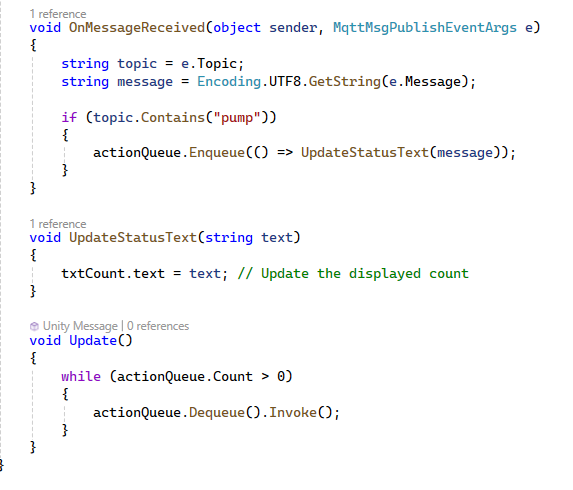 1 reference
void OnMessageReceived(object sender, MqttMsgPublishEventArgs e)
{
    string topic = e.Topic;
    string message = Encoding.UTF8.GetString(e.Message);

    if (topic.Contains("pump"))
    {
        actionQueue.Enqueue(() => UpdateStatusText(message));
    }
}

1 reference
void UpdateStatusText(string text)
{
    txtCount.text = text; // Update the displayed count
}

Unity Message | 0 references
void Update()
{
    while (actionQueue.Count > 0)
    {
        actionQueue.Dequeue().Invoke();
    }
}
}